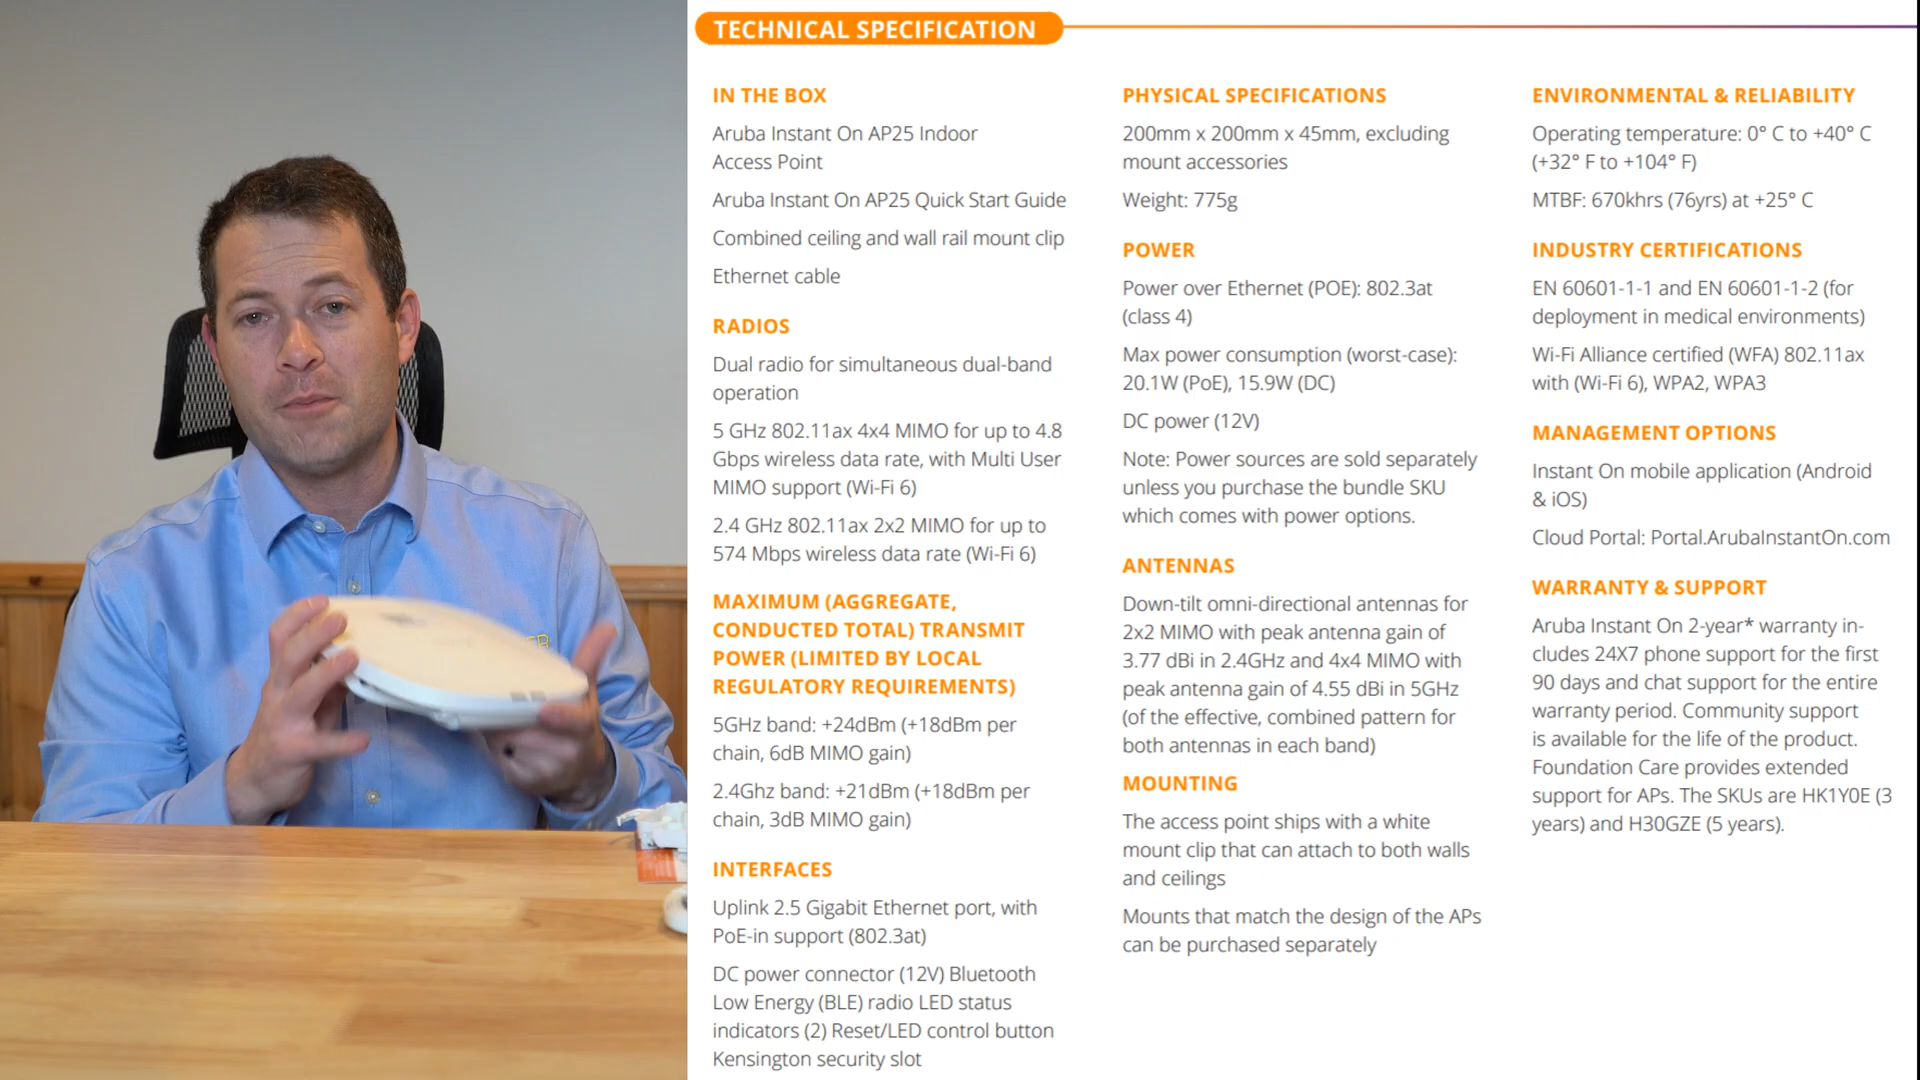 TECHNICAL SPECIFICATION
IN THE BOX
Aruba Instant On AP25 Indoor
Access Point
Aruba Instant On AP25 Quick Start Guide
Combined ceiling and wall rail mount clip
Ethernet cable
RADIOS
Dual radio for simultaneous dual-band
operation
5 GHz 802.11ax 4x4 MIMO for up to 4.8
Gbps wireless data rate, with Multi User
MIMO support (Wi-Fi 6)
2.4 GHz 802.11ax 2x2 MIMO for up to
574 Mbps wireless data rate (Wi-Fi 6)
MAXIMUM (AGGREGATE,
CONDUCTED TOTAL) TRANSMIT
POWER (LIMITED BY LOCAL
REGULATORY REQUIREMENTS)
5GHz band: +24dBm (+18dBm per
chain, 6dB MIMO gain)
2.4Ghz band: +21dBm (+18dBm per
chain, 3dB MIMO gain)
INTERFACES
Uplink 2.5 Gigabit Ethernet port, with
PoE-in support (802.3at)
DC power connector (12V) Bluetooth
Low Energy (BLE) radio LED status
indicators (2) Reset/LED control button
Kensington security slot
PHYSICAL SPECIFICATIONS
200mm x 200mm x 45mm, excluding
mount accessories
Weight: 775g
POWER
Power over Ethernet (POE): 802.3at
(class 4)
Max power consumption (worst-case):
20.1W (PoE), 15.9W (DC)
DC power (12V)
Note: Power sources are sold separately
unless you purchase the bundle SKU
which comes with power options.
ANTENNAS
Down-tilt omni-directional antennas for
2x2 MIMO with peak antenna gain of
3.77 dBi in 2.4GHz and 4x4 MIMO with
peak antenna gain of 4.55 dBi in 5GHz
(of the effective, combined pattern for
both antennas in each band)
MOUNTING
The access point ships with a white
mount clip that can attach to both walls
and ceilings
Mounts that match the design of the APs
can be purchased separately
ENVIRONMENTAL & RELIABILITY
Operating temperature: 0° C to +40° C
(+32° F to +104° F)
MTBF: 670khrs (76yrs) at +25° C
INDUSTRY CERTIFICATIONS
EN 60601-1-1 and EN 60601-1-2 (for
deployment in medical environments)
Wi-Fi Alliance certified (WFA) 802.11ax
with (Wi-Fi 6), WPA2, WPA3
MANAGEMENT OPTIONS
Instant On mobile application (Android
& iOS)
Cloud Portal: Portal.ArubaInstantOn.com
WARRANTY & SUPPORT
Aruba Instant On 2-year* warranty in-
cludes 24X7 phone support for the first
90 days and chat support for the entire
warranty period. Community support
is available for the life of the product.
Foundation Care provides extended
support for APs. The SKUs are HK1Y0E (3
years) and H30GZE (5 years).